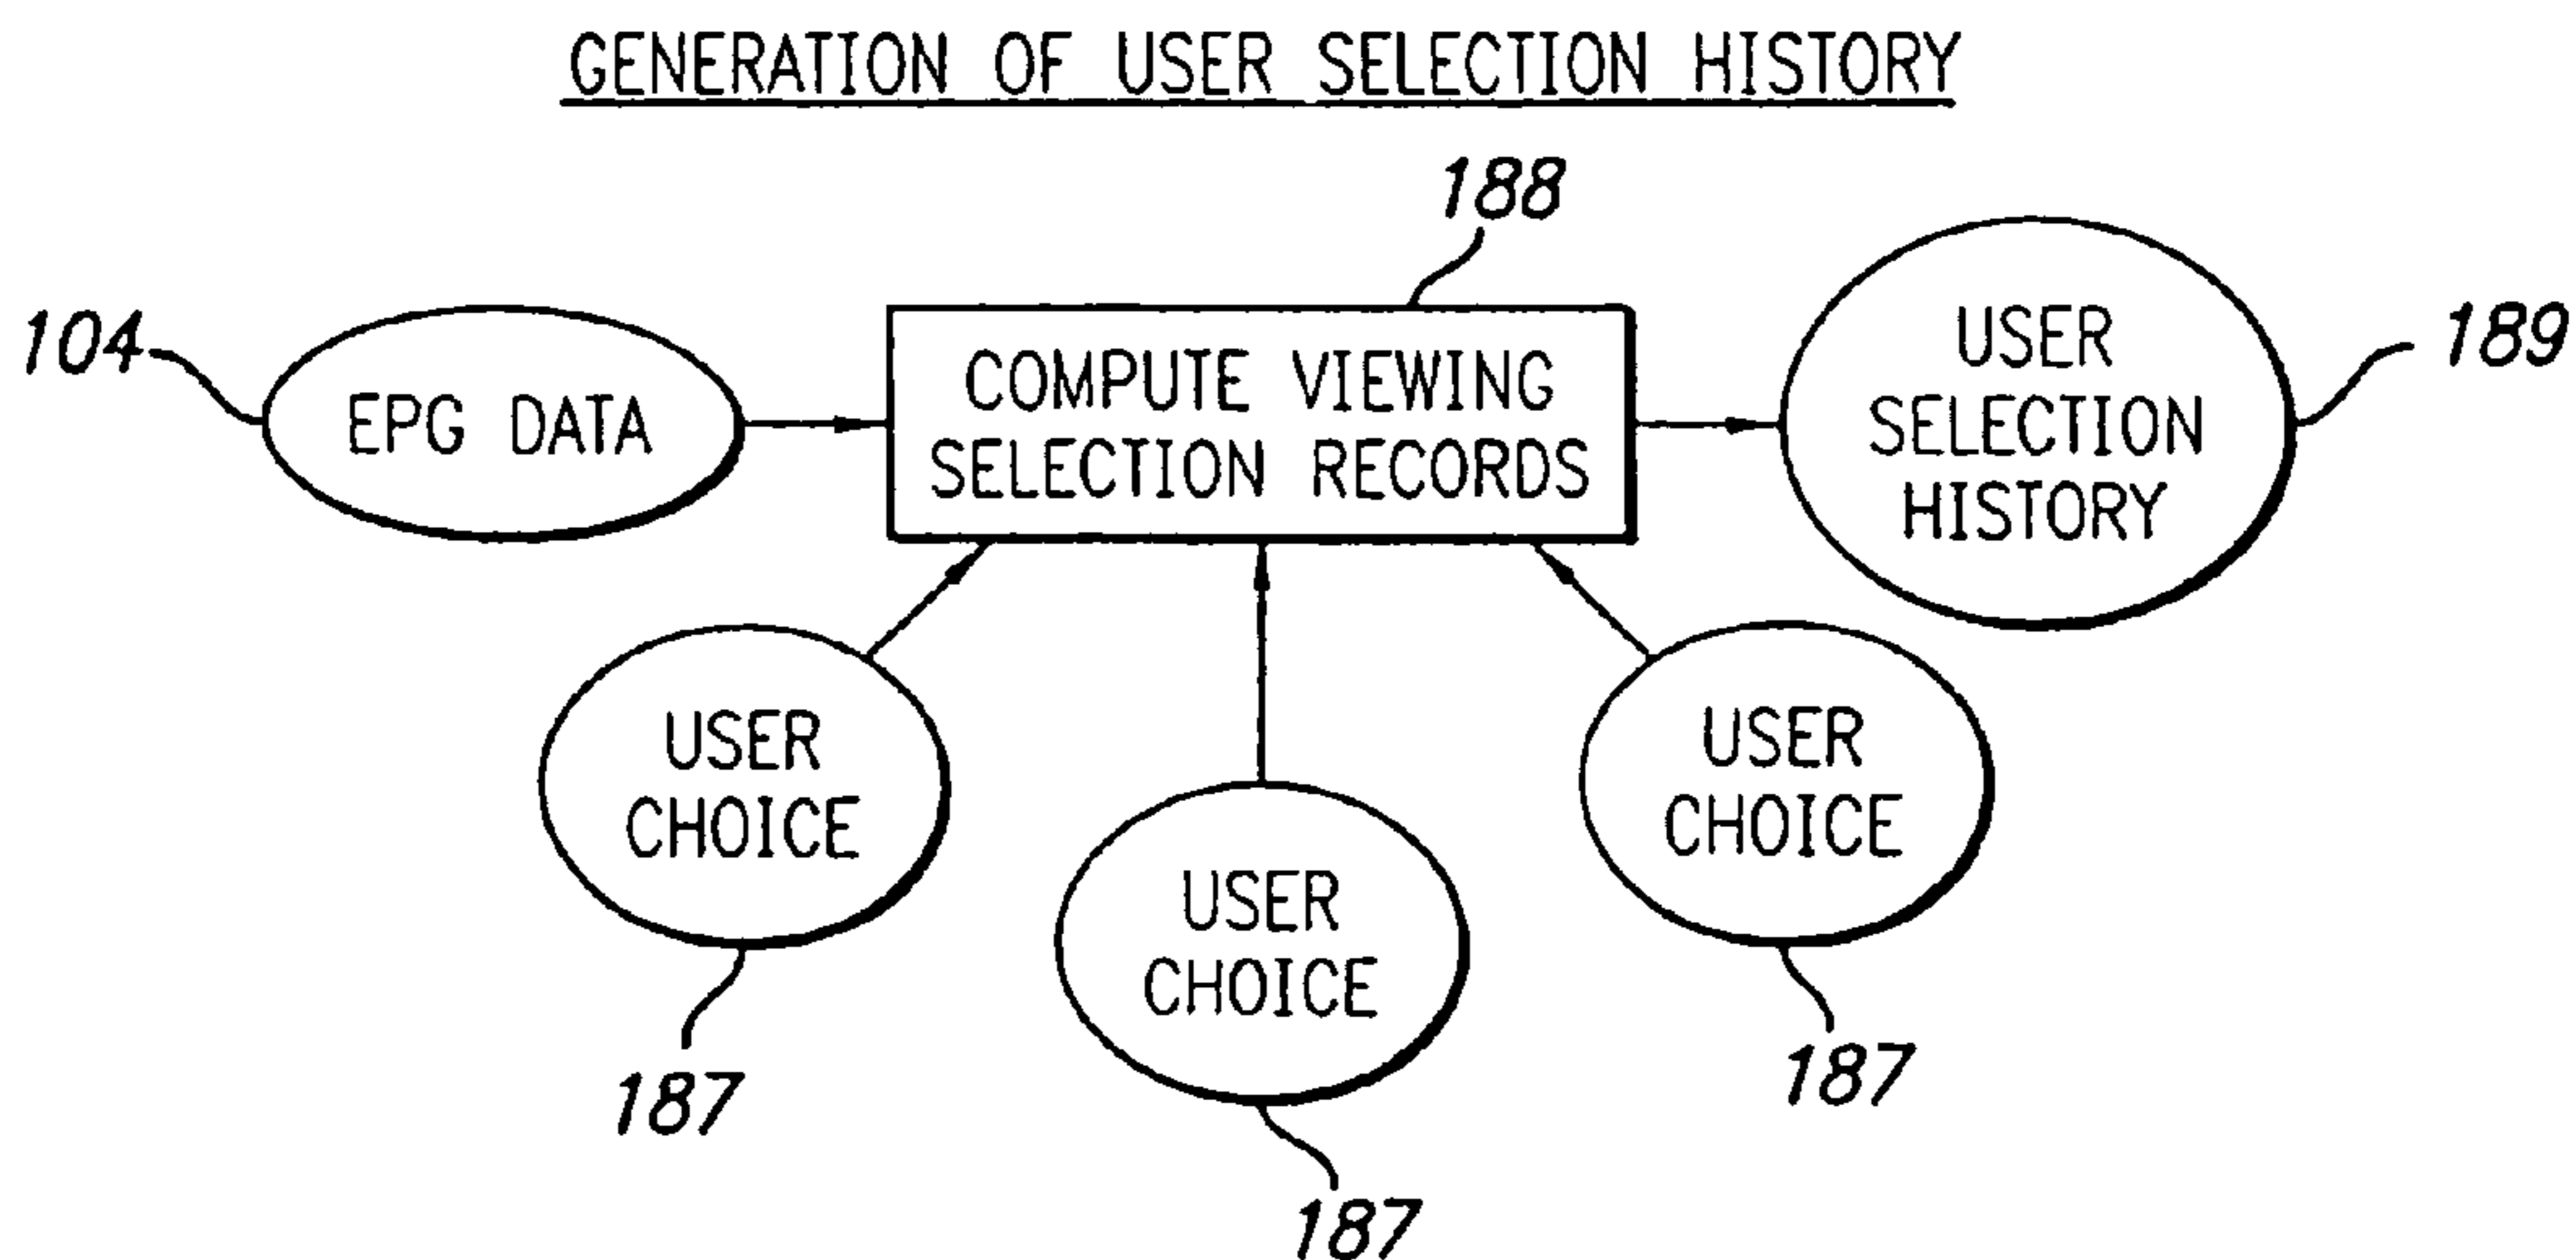 GENERATION OF USER SELECTION HISTORY
188
104
EPG DATA
COMPUTE VIEWING
SELECTION RECORDS
USER
SELECTION
HISTORY
189
USER
CHOICE
187
USER
CHOICE
187
USER
CHOICE
187